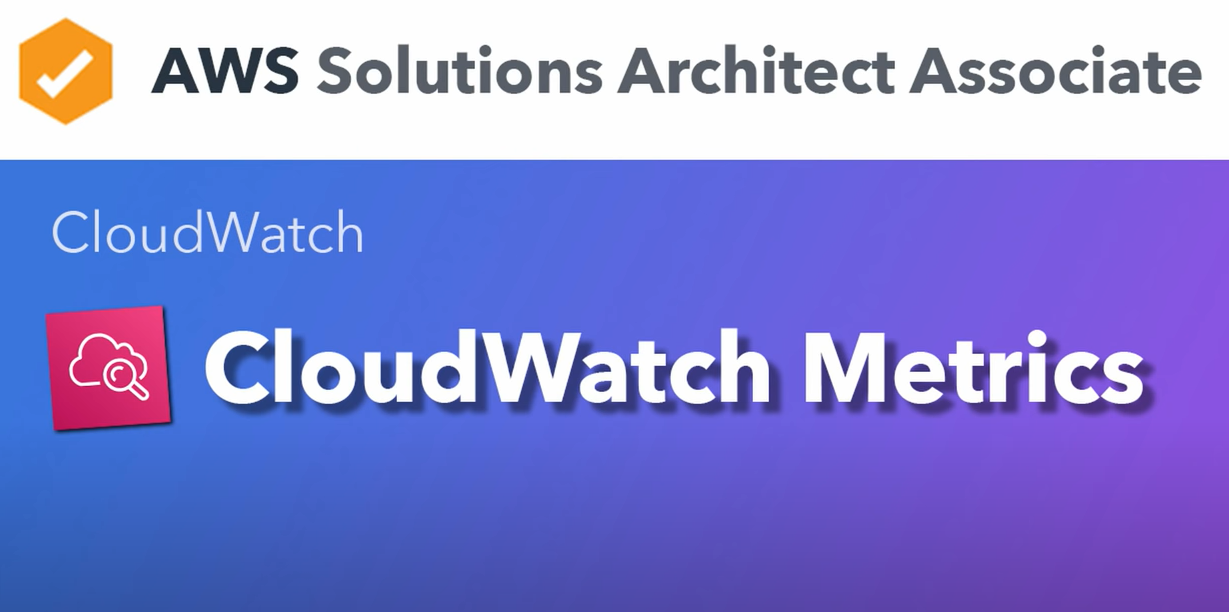 AWS Solutions Architect Associate
CloudWatch
CloudWatch Metrics